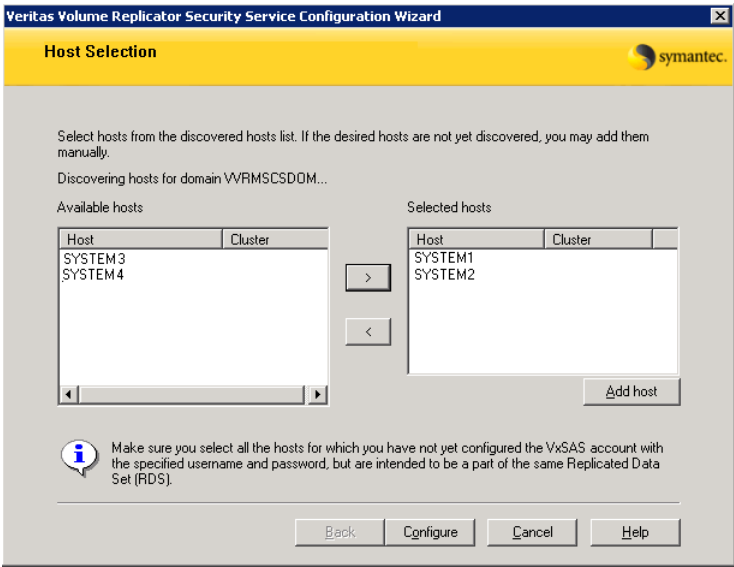 Veritas Volume Replicator Security Service Configuration Wizard
Host Selection
symantec.
Select hosts from the discovered hosts list. If the desired hosts are not yet discovered, you may add them
manually.
Discovering hosts for domain VVRMSCSDOM...
Available hosts
Selected hosts
Host Cluster
SYSTEM3
SYSTEM4
Host Cluster
SYSTEM1
SYSTEM2
>
<
Add host
Make sure you select all the hosts for which you have not yet configured the VxSAS account with
the specified username and password, but are intended to be a part of the same Replicated Data
Set (RDS).
Back Configure Cancel Help